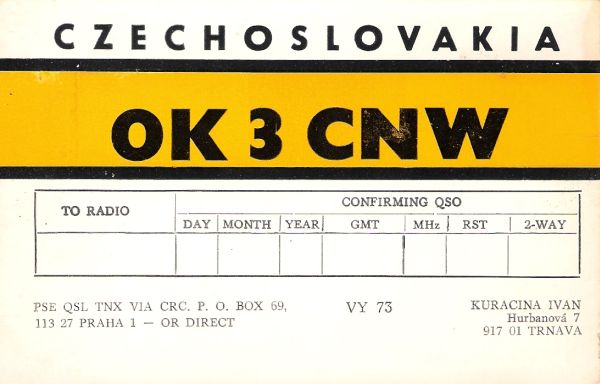 CZECHOSLOVAKIA
OK 3 CNW
TO RADIO
CONFIRMING QSO
DAY MONTH YEAR GMT MHz RST 2-WAY
PSE QSL TNX VIA CRC. P. O. BOX 69,
113 27 PRAHA 1 — OR DIRECT
VY 73
KURACINA IVAN
Hurbanová 7
917 01 TRNAVA